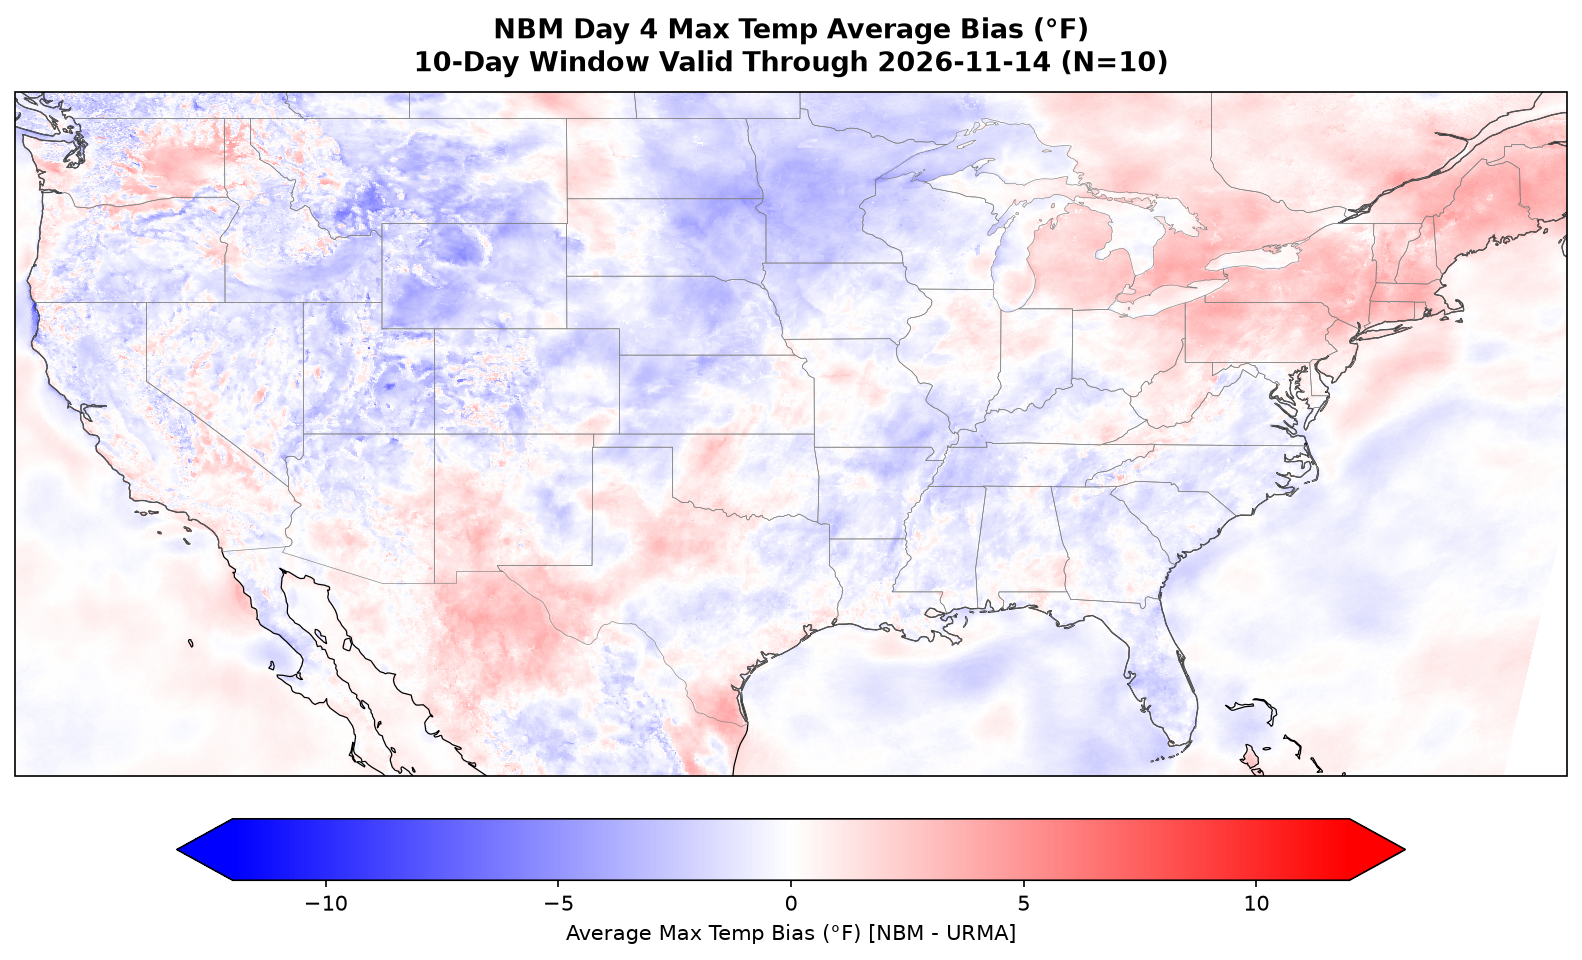 NBM Day 4 Max Temp Average Bias (°F)
10-Day Window Valid Through 2026-11-14 (N=10)
−10 −5 0 5 10
Average Max Temp Bias (°F) [NBM - URMA]